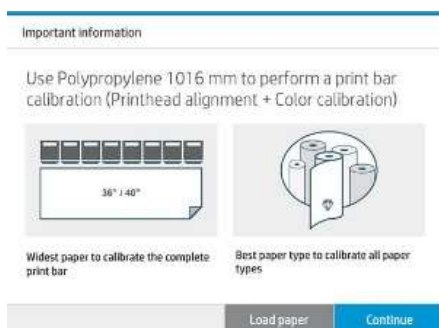 Important information
Use Polypropylene 1016 mm to perform a print bar
calibration (Printhead alignment + Color calibration)
36" / 40"
Widest paper to calibrate the complete
print bar
Best paper type to calibrate all paper
types
Load paper
Continue